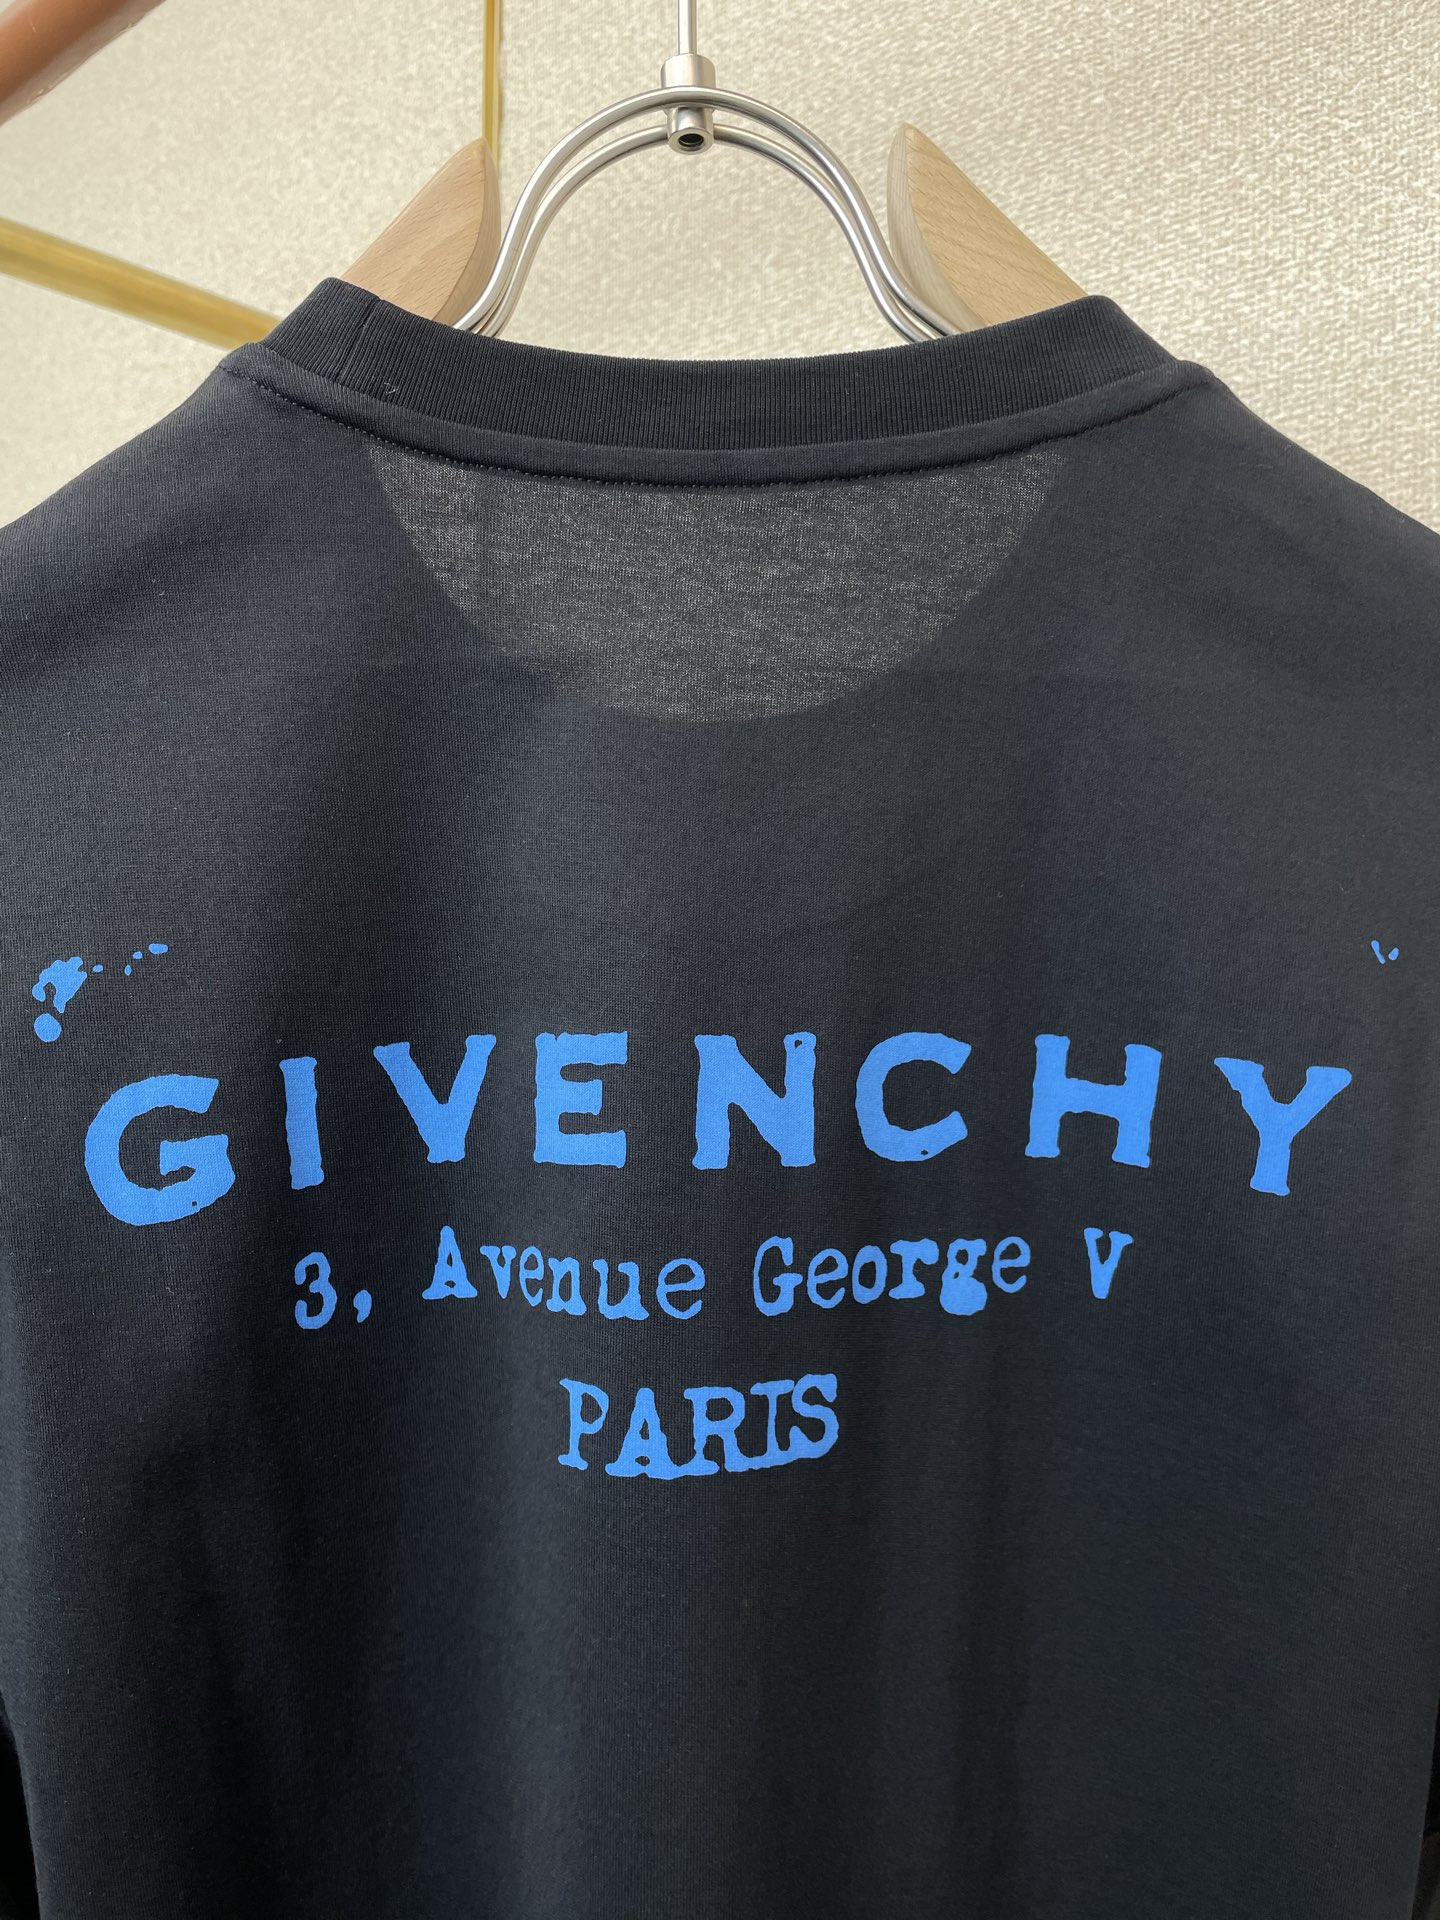 GIVENCHY
3, Avenue George V
PARIS